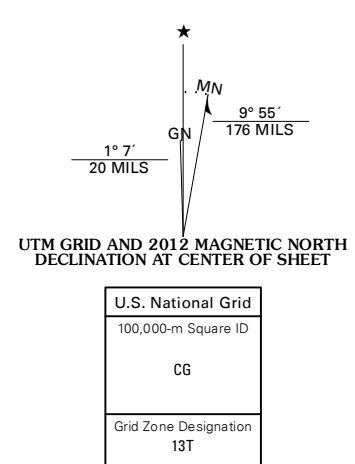 ★
MN
9° 55´
176 MILS
GN
1° 7´
20 MILS
UTM GRID AND 2012 MAGNETIC NORTH
DECLINATION AT CENTER OF SHEET
U.S. National Grid
100,000-m Square ID
CG
Grid Zone Designation
13T